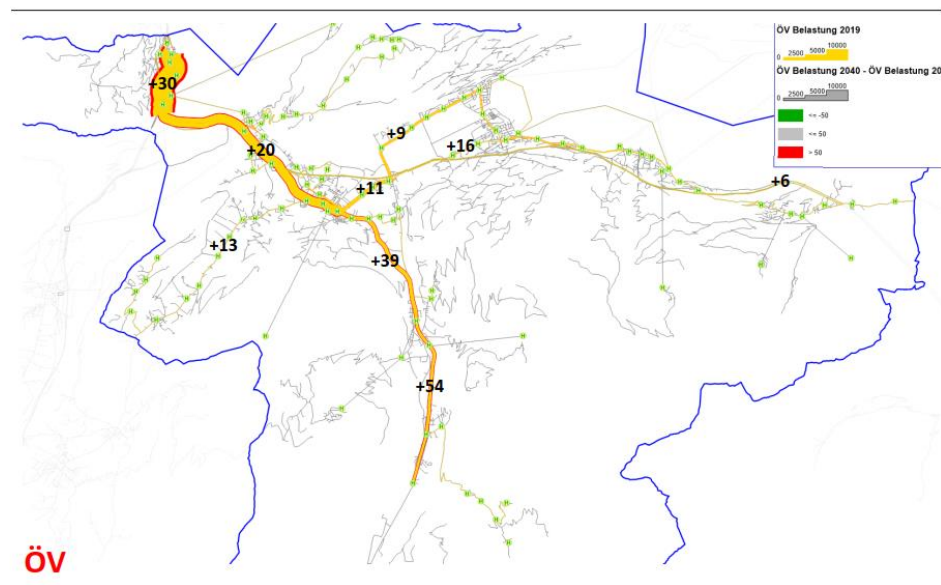 ÖV Belastung 2019
0 2500 5000 10000
ÖV Belastung 2040 - ÖV Belastung 20
0 2500 5000 10000
<= -50
<= 50
> 50
+30
+20
+9
+16
+11
+6
+13
+39
+54
ÖV